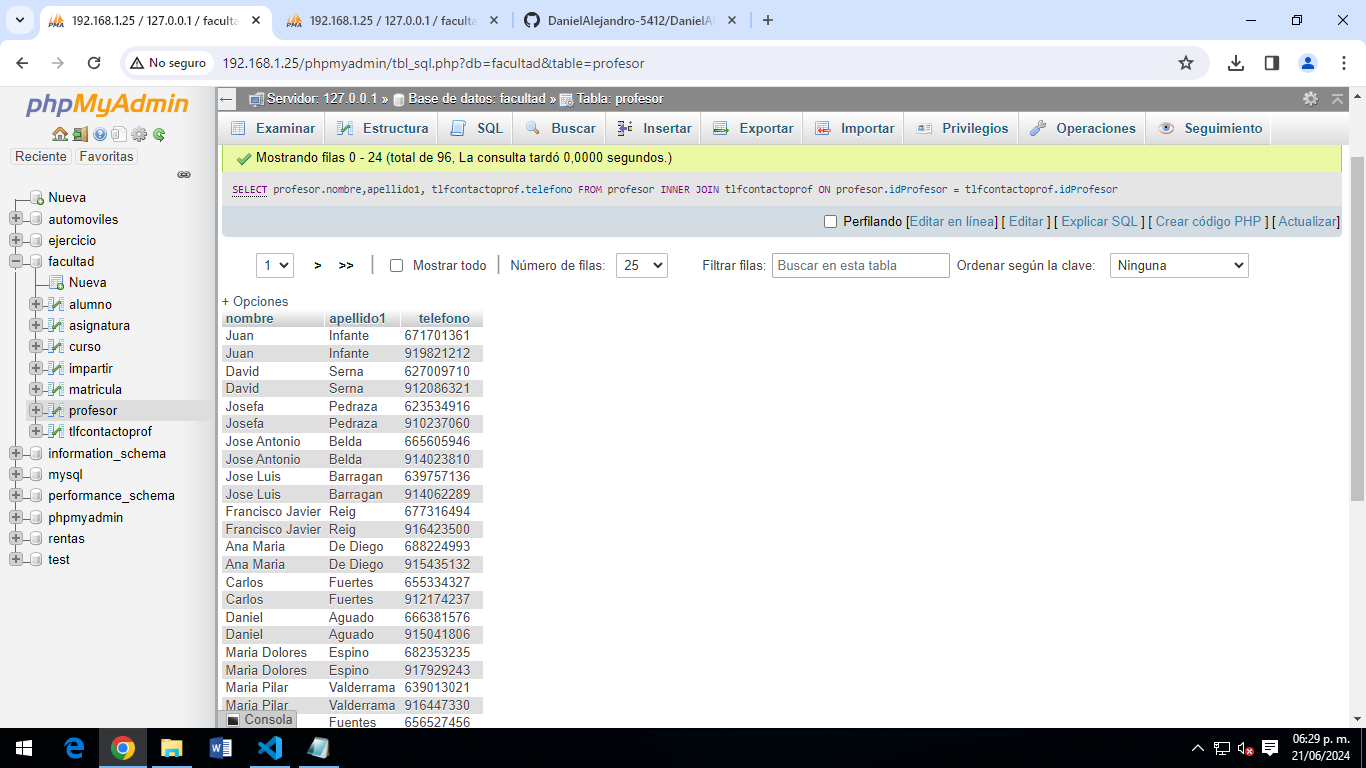 192.168.1.25 / 127.0.0.1 / faculta
192.168.1.25 / 127.0.0.1 / faculta
DanielAlejandro-5412/DanielAl
No seguro
192.168.1.25/phpmyadmin/tbl_sql.php?db=facultad&table=profesor
phpMyAdmin
Reciente
Favoritas
Nueva
automoviles
ejercicio
facultad
Nueva
alumno
asignatura
curso
impartir
matricula
profesor
tlfcontactoprof
information_schema
mysql
performance_schema
phpmyadmin
rentas
test
Servidor: 127.0.0.1 » Base de datos: facultad » Tabla: profesor
Examinar Estructura SQL Buscar Insertar Exportar Importar Privilegios Operaciones Seguimiento
Mostrando filas 0 - 24 (total de 96, La consulta tardó 0,0000 segundos.)
SELECT profesor.nombre,apellido1, tlfcontactoprof.telefono FROM profesor INNER JOIN tlfcontactoprof ON profesor.idProfesor = tlfcontactoprof.idProfesor
Perfilando [Editar en línea] [ Editar ] [ Explicar SQL ] [ Crear código PHP ] [ Actualizar]
1 > >> | Mostrar todo | Número de filas: 25 Filtrar filas: Buscar en esta tabla Ordenar según la clave: Ninguna
+ Opciones
nombre apellido1 telefono
Juan Infante 671701361
Juan Infante 919821212
David Serna 627009710
David Serna 912086321
Josefa Pedraza 623534916
Josefa Pedraza 910237060
Jose Antonio Belda 665605946
Jose Antonio Belda 914023810
Jose Luis Barragan 639757136
Jose Luis Barragan 914062289
Francisco Javier Reig 677316494
Francisco Javier Reig 916423500
Ana Maria De Diego 688224993
Ana Maria De Diego 915435132
Carlos Fuertes 655334327
Carlos Fuertes 912174237
Daniel Aguado 666381576
Daniel Aguado 915041806
Maria Dolores Espino 682353235
Maria Dolores Espino 917929243
Maria Pilar Valderrama 639013021
Maria Pilar Valderrama 916447330
Fuentes 656527456
Consola
06:29 p. m.
21/06/2024